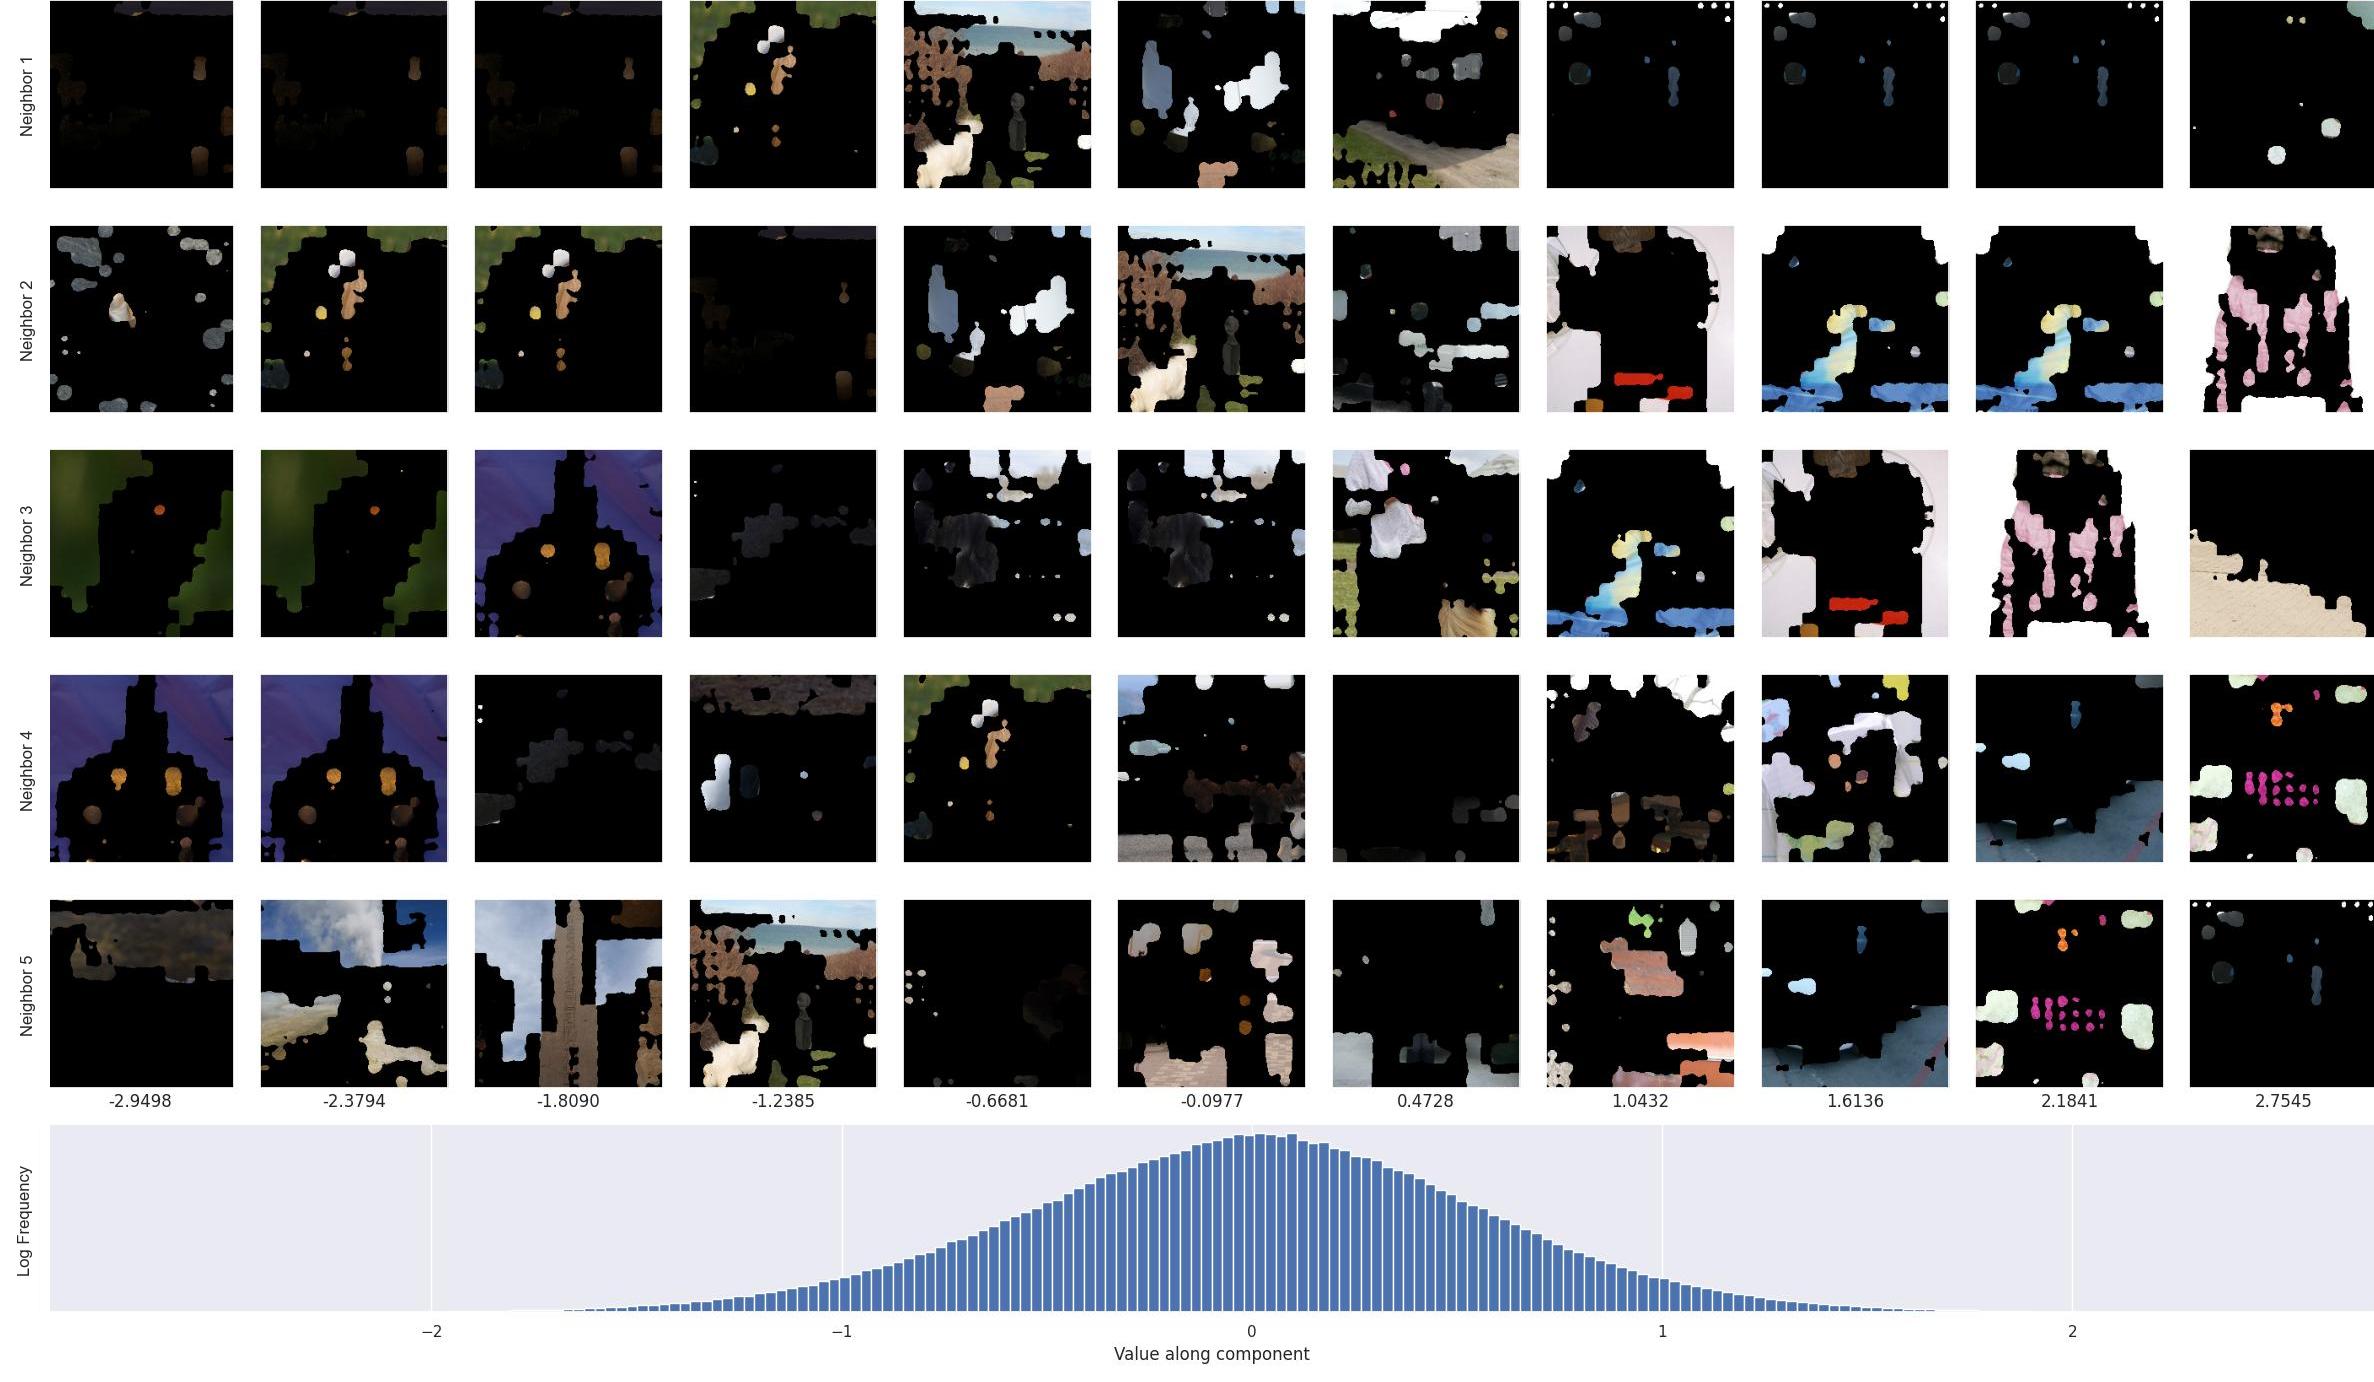 Neighbor 1
Neighbor 2
Neighbor 3
Neighbor 4
Neighbor 5
-2.9498 -2.3794 -1.8090 -1.2385 -0.6681 -0.0977 0.4728 1.0432 1.6136 2.1841 2.7545
Log Frequency
−2 −1 0 1 2
Value along component